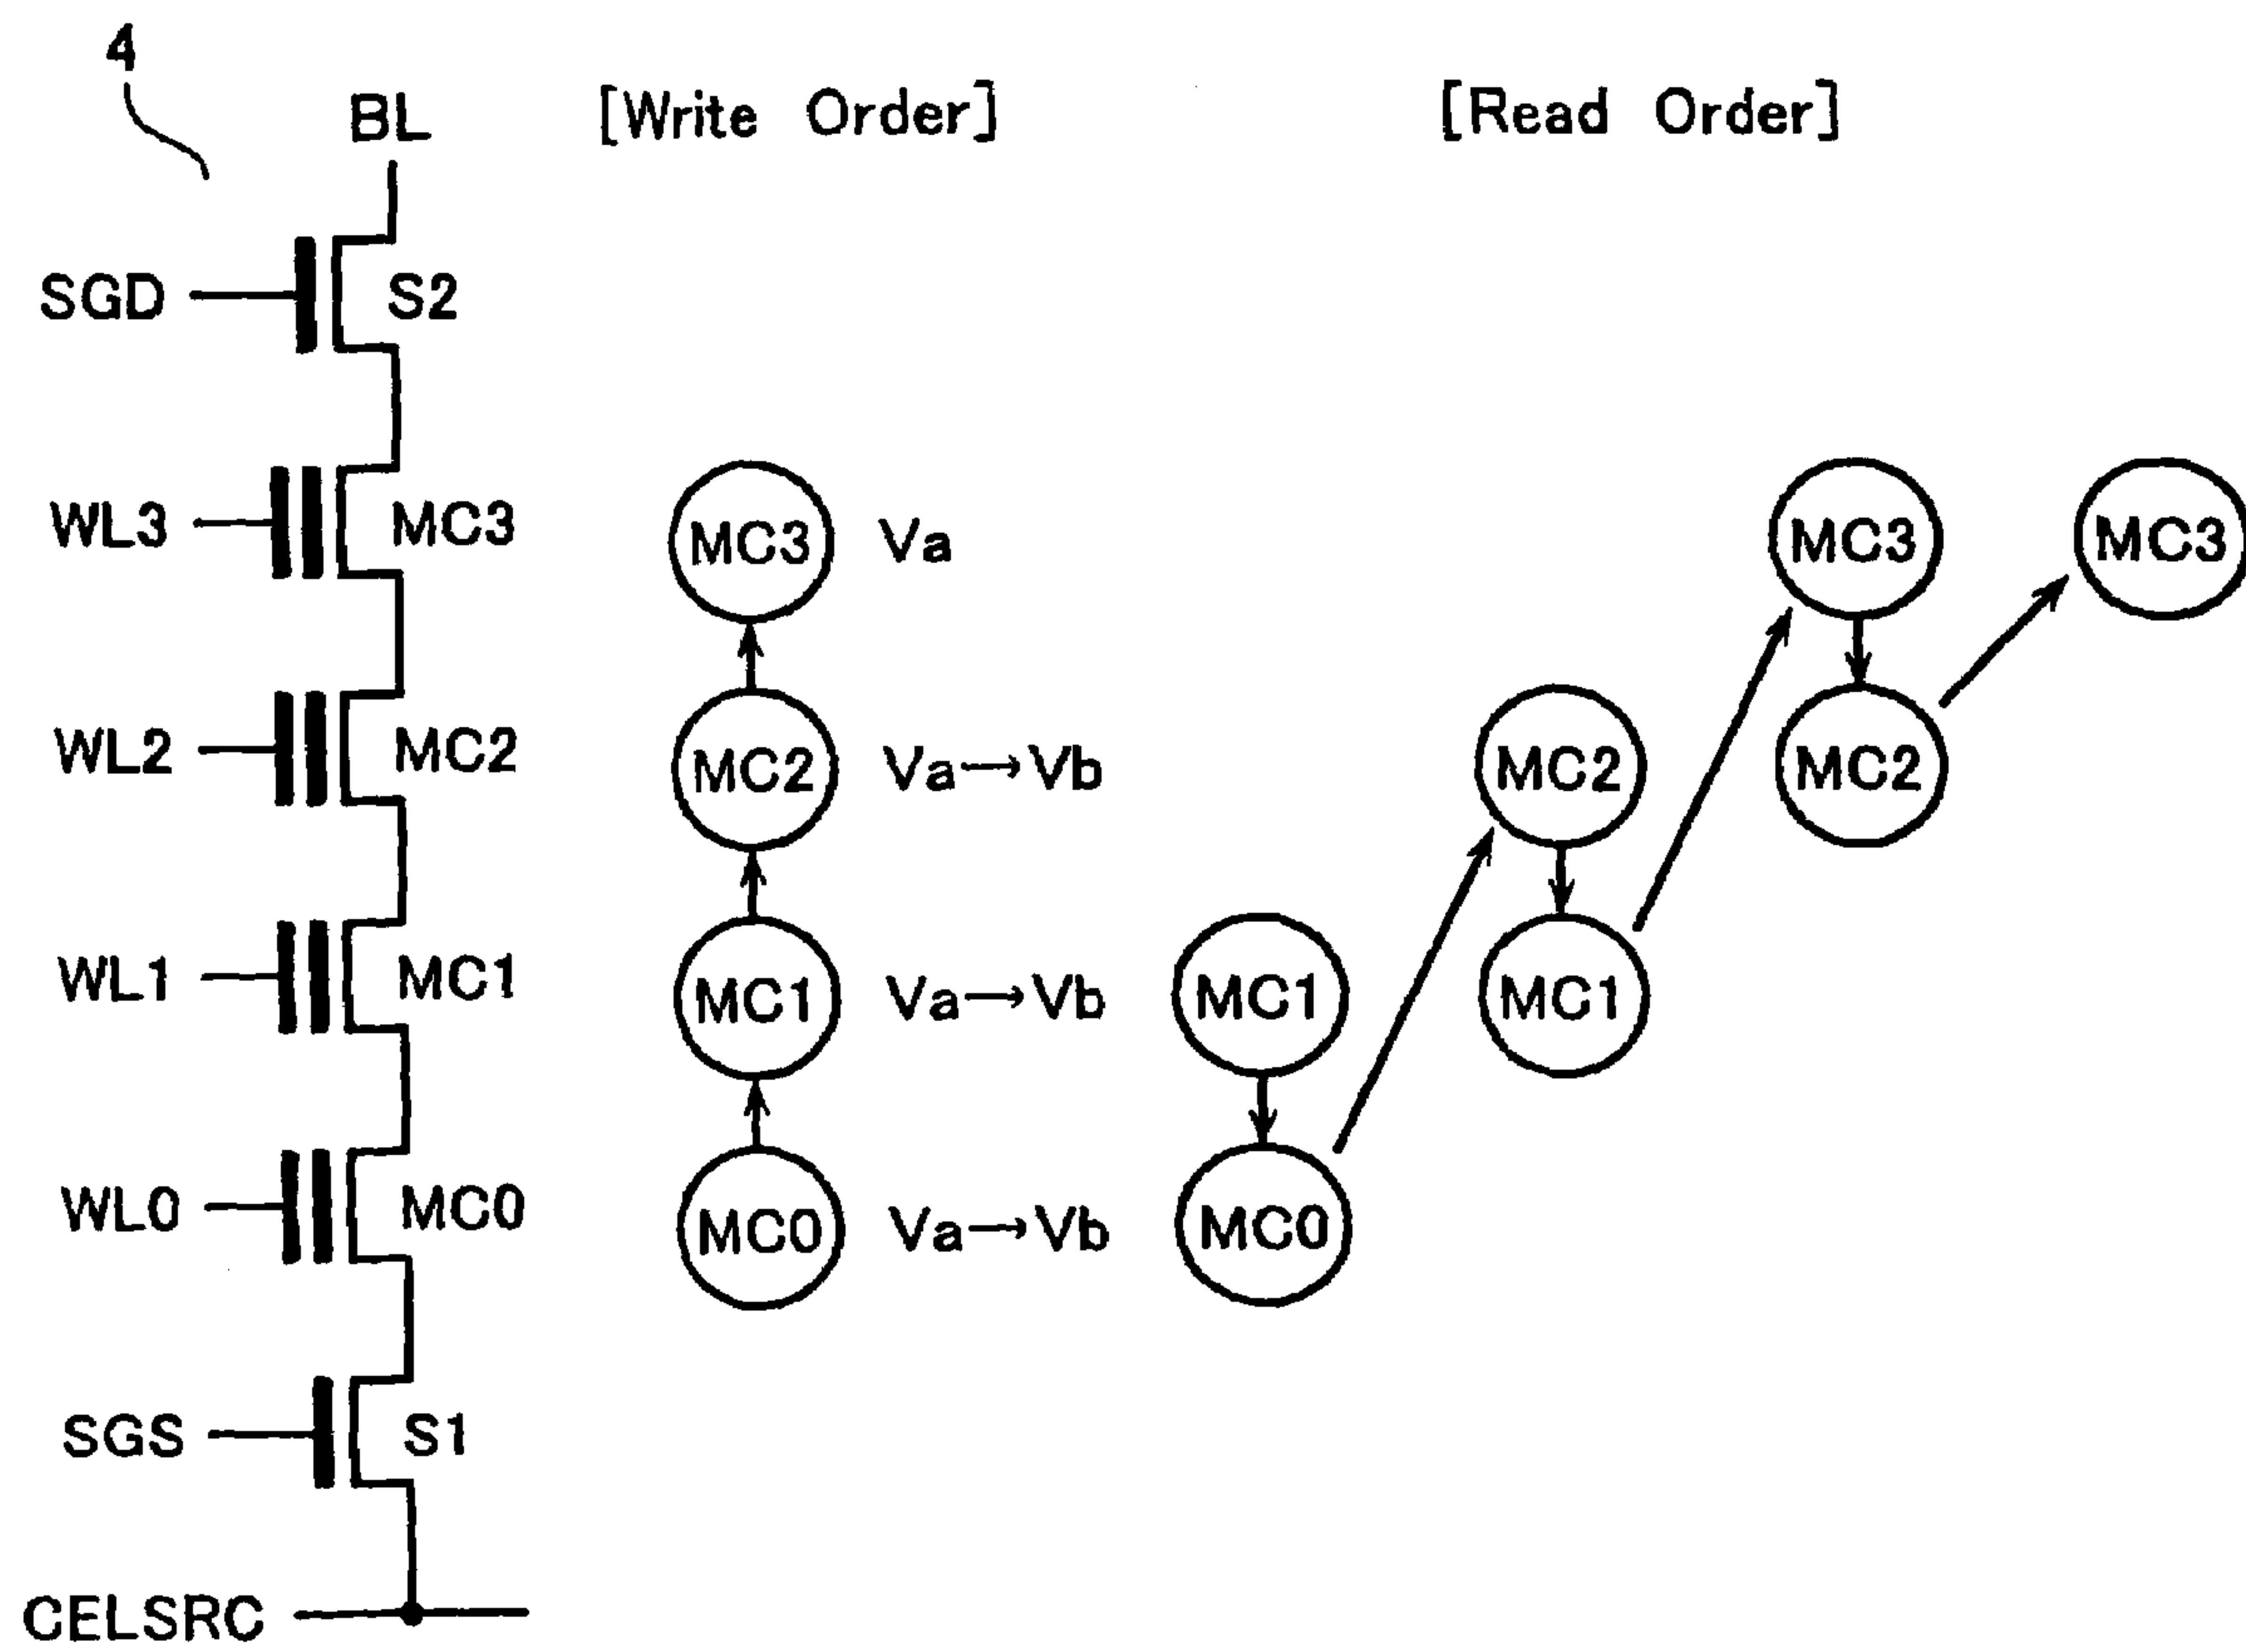 4
BL [Write Order] [Read Order]
SGD S2
WL3 MC3 MC3 Va MC3 MC3
WL2 MC2 MC2 Va→Vb MC2 MC2
WL1 MC1 MC1 Va→Vb MC1 MC1
WL0 MC0 MC0 Va→Vb MC0
SGS S1
CELSRC